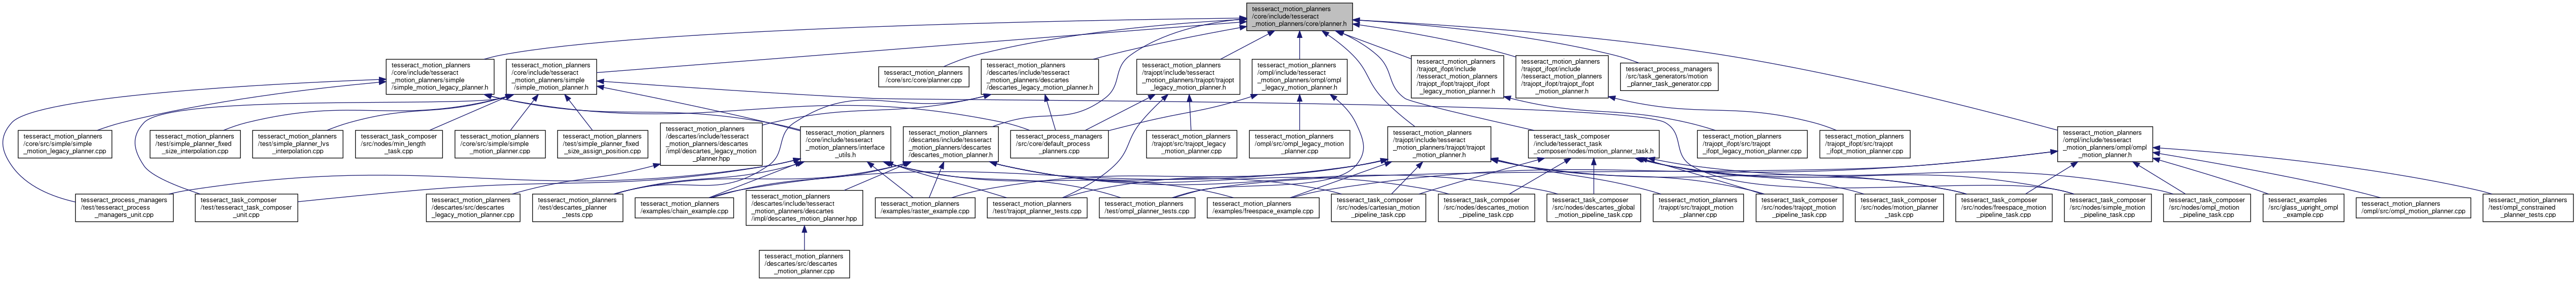 tesseract_motion_planners
/core/include/tesseract
_motion_planners/core/planner.h
tesseract_motion_planners
/core/include/tesseract
_motion_planners/simple
/simple_motion_legacy_planner.h
tesseract_motion_planners
/core/include/tesseract
_motion_planners/simple
/simple_motion_planner.h
tesseract_motion_planners
/core/src/core/planner.cpp
tesseract_motion_planners
/descartes/include/tesseract
_motion_planners/descartes
/descartes_legacy_motion_planner.h
tesseract_motion_planners
/trajopt/include/tesseract
_motion_planners/trajopt/trajopt
_legacy_motion_planner.h
tesseract_motion_planners
/ompl/include/tesseract
_motion_planners/ompl/ompl
_legacy_motion_planner.h
tesseract_motion_planners
/trajopt_ifopt/include
/tesseract_motion_planners
/trajopt_ifopt/trajopt_ifopt
_legacy_motion_planner.h
tesseract_motion_planners
/trajopt_ifopt/include
/tesseract_motion_planners
/trajopt_ifopt/trajopt_ifopt
_motion_planner.h
tesseract_process_managers
/src/task_generators/motion
_planner_task_generator.cpp
tesseract_motion_planners
/core/src/simple/simple
_motion_legacy_planner.cpp
tesseract_motion_planners
/test/simple_planner_fixed
_size_interpolation.cpp
tesseract_motion_planners
/test/simple_planner_lvs
_interpolation.cpp
tesseract_task_composer
/src/nodes/min_length
_task.cpp
tesseract_motion_planners
/core/src/simple/simple
_motion_planner.cpp
tesseract_motion_planners
/test/simple_planner_fixed
_size_assign_position.cpp
tesseract_motion_planners
/descartes/include/tesseract
_motion_planners/descartes
/impl/descartes_legacy_motion
_planner.hpp
tesseract_motion_planners
/core/include/tesseract
_motion_planners/interface
_utils.h
tesseract_motion_planners
/descartes/include/tesseract
_motion_planners/descartes
/descartes_motion_planner.h
tesseract_process_managers
/src/core/default_process
_planners.cpp
tesseract_motion_planners
/trajopt/src/trajopt_legacy
_motion_planner.cpp
tesseract_motion_planners
/ompl/src/ompl_legacy_motion
_planner.cpp
tesseract_motion_planners
/trajopt/include/tesseract
_motion_planners/trajopt/trajopt
_motion_planner.h
tesseract_task_composer
/include/tesseract_task
_composer/nodes/motion_planner_task.h
tesseract_motion_planners
/trajopt_ifopt/src/trajopt
_ifopt_legacy_motion_planner.cpp
tesseract_motion_planners
/trajopt_ifopt/src/trajopt
_ifopt_motion_planner.cpp
tesseract_motion_planners
/ompl/include/tesseract
_motion_planners/ompl/ompl
_motion_planner.h
tesseract_process_managers
/test/tesseract_process
_managers_unit.cpp
tesseract_task_composer
/test/tesseract_task_composer
_unit.cpp
tesseract_motion_planners
/descartes/src/descartes
_legacy_motion_planner.cpp
tesseract_motion_planners
/test/descartes_planner
_tests.cpp
tesseract_motion_planners
/examples/chain_example.cpp
tesseract_motion_planners
/descartes/include/tesseract
_motion_planners/descartes
/impl/descartes_motion_planner.hpp
tesseract_motion_planners
/examples/raster_example.cpp
tesseract_motion_planners
/test/trajopt_planner_tests.cpp
tesseract_motion_planners
/test/ompl_planner_tests.cpp
tesseract_motion_planners
/examples/freespace_example.cpp
tesseract_task_composer
/src/nodes/cartesian_motion
_pipeline_task.cpp
tesseract_task_composer
/src/nodes/descartes_motion
_pipeline_task.cpp
tesseract_task_composer
/src/nodes/descartes_global
_motion_pipeline_task.cpp
tesseract_motion_planners
/trajopt/src/trajopt_motion
_planner.cpp
tesseract_task_composer
/src/nodes/trajopt_motion
_pipeline_task.cpp
tesseract_task_composer
/src/nodes/motion_planner
_task.cpp
tesseract_task_composer
/src/nodes/freespace_motion
_pipeline_task.cpp
tesseract_task_composer
/src/nodes/simple_motion
_pipeline_task.cpp
tesseract_task_composer
/src/nodes/ompl_motion
_pipeline_task.cpp
tesseract_examples
/src/glass_upright_ompl
_example.cpp
tesseract_motion_planners
/ompl/src/ompl_motion_planner.cpp
tesseract_motion_planners
/test/ompl_constrained
_planner_tests.cpp
tesseract_motion_planners
/descartes/src/descartes
_motion_planner.cpp